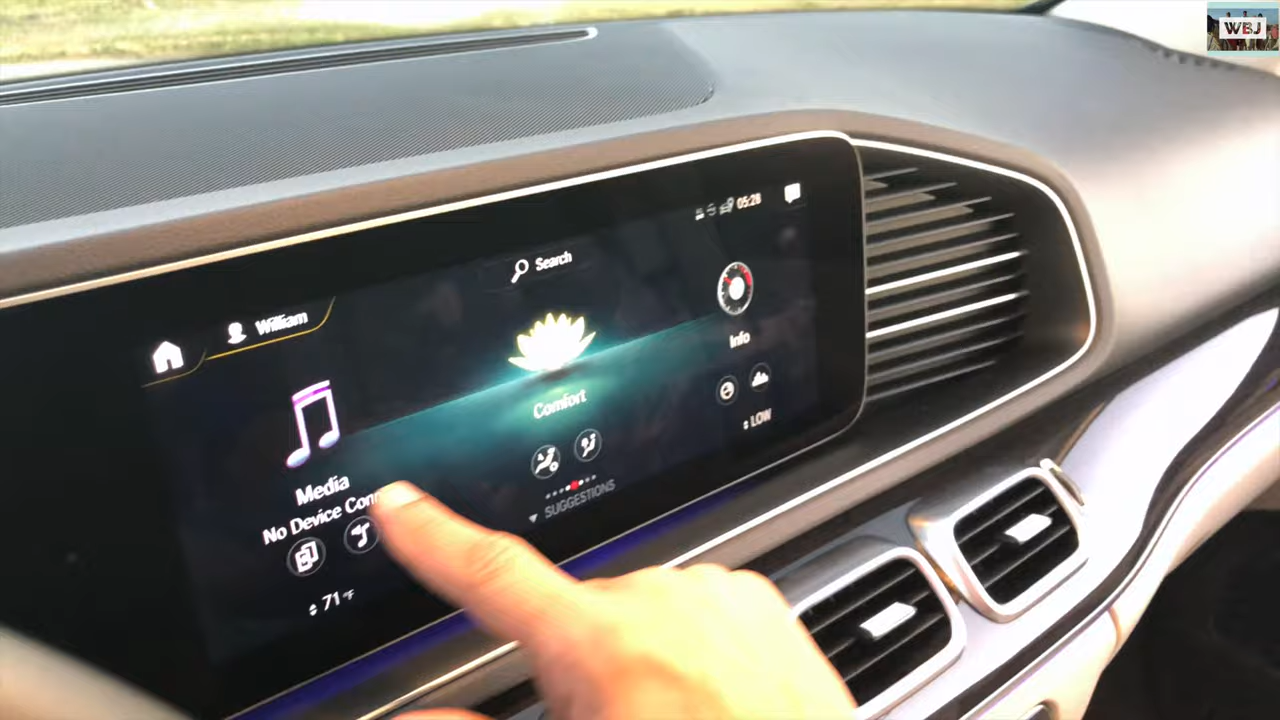 WBJ
05:28
Search
William
Info
Comfort
LOW
Media
No Device Con
SUGGESTIONS
71°F